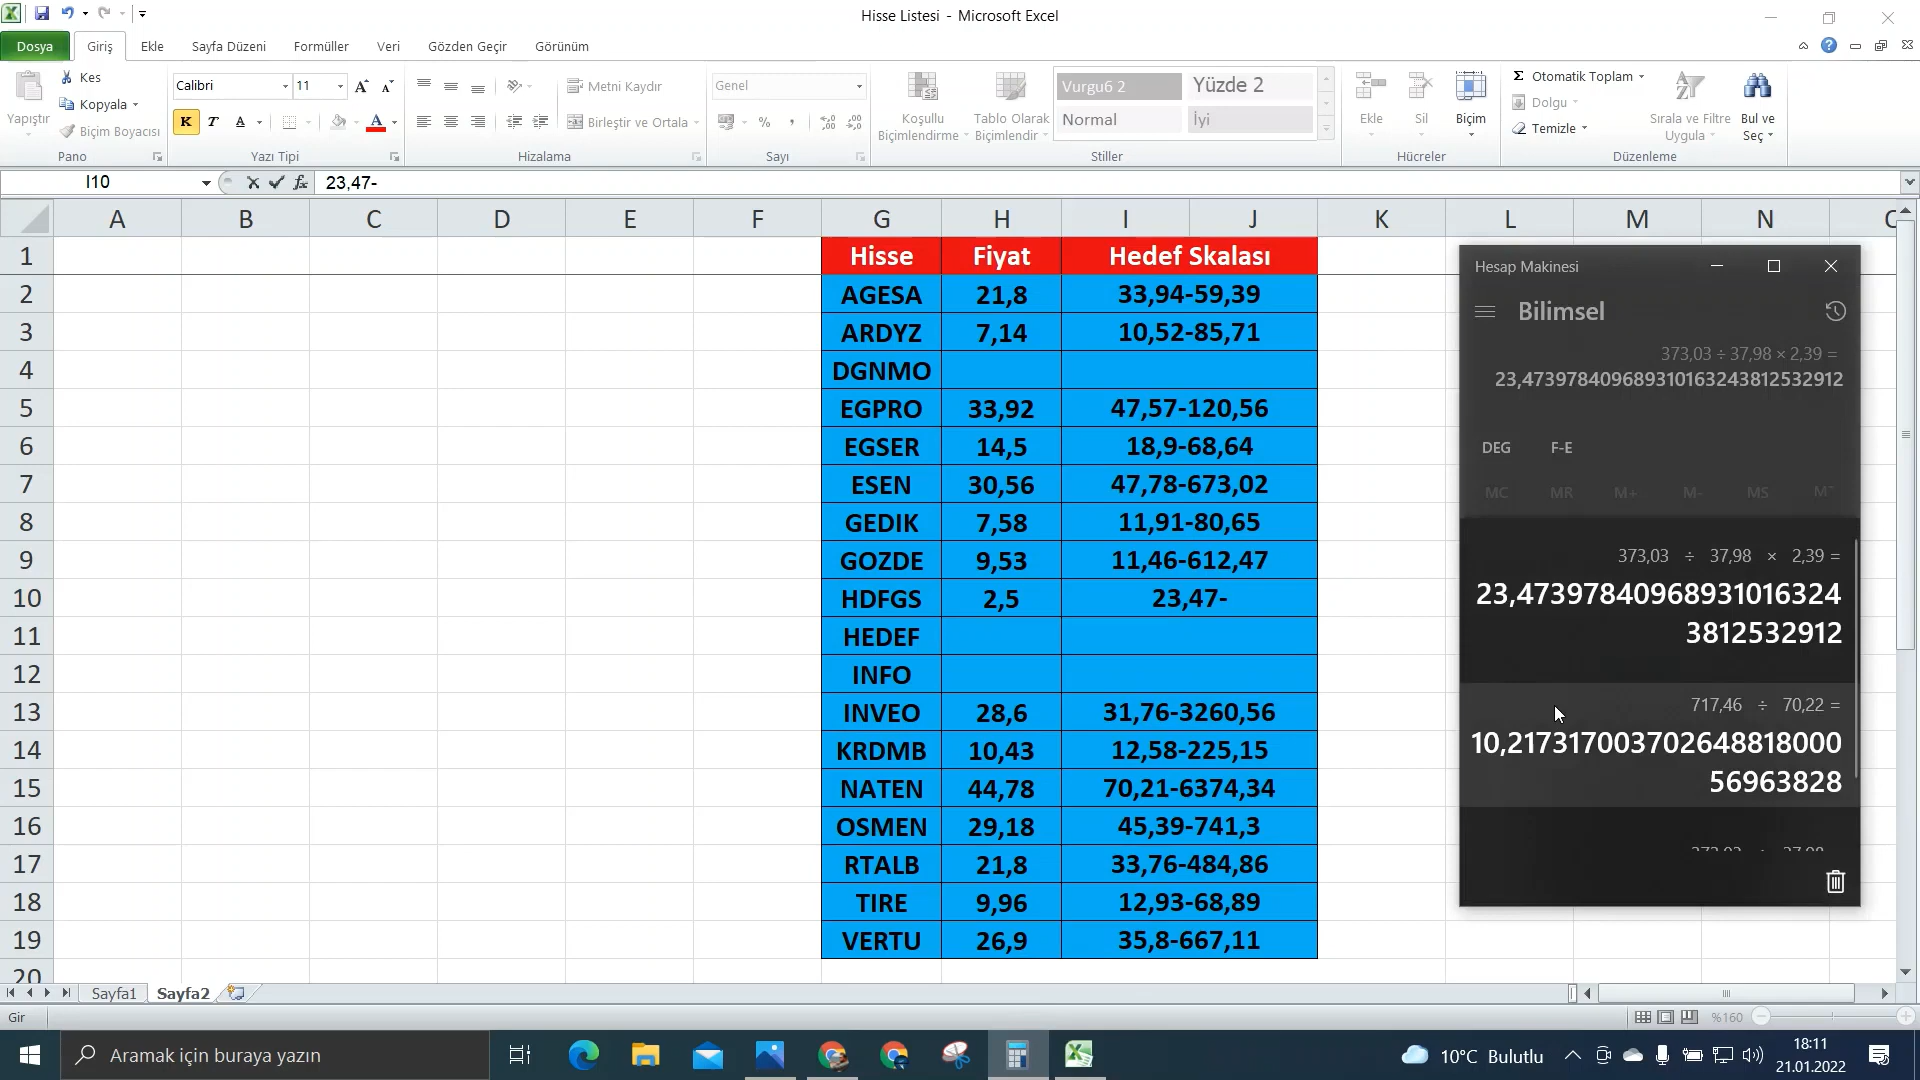 Hisse Listesi - Microsoft Excel
Dosya Giriş Ekle Sayfa Düzeni Formüller Veri Gözden Geçir Görünüm
Yapıştır
Kes
Kopyala
Biçim Boyacısı
Pano
Calibri 11
K T A
Yazı Tipi
Metni Kaydır
Birleştir ve Ortala
Hizalama
Genel
%
Sayı
Koşullu Biçimlendirme
Tablo Olarak Biçimlendir
Vurgu6 2 Yüzde 2
Normal İyi
Stiller
Ekle Sil Biçim
Hücreler
Σ Otomatik Toplam
Dolgu
Temizle
Sırala ve Filtre Uygula
Bul ve Seç
Düzenleme
I10 fx 23,47-
A B C D E F G H I J K L M N
1 Hisse Fiyat Hedef Skalası
2 AGESA 21,8 33,94-59,39
3 ARDYZ 7,14 10,52-85,71
4 DGNMO
5 EGPRO 33,92 47,57-120,56
6 EGSER 14,5 18,9-68,64
7 ESEN 30,56 47,78-673,02
8 GEDIK 7,58 11,91-80,65
9 GOZDE 9,53 11,46-612,47
10 HDFGS 2,5 23,47-
11 HEDEF
12 INFO
13 INVEO 28,6 31,76-3260,56
14 KRDMB 10,43 12,58-225,15
15 NATEN 44,78 70,21-6374,34
16 OSMEN 29,18 45,39-741,3
17 RTALB 21,8 33,76-484,86
18 TIRE 9,96 12,93-68,89
19 VERTU 26,9 35,8-667,11
20
Hesap Makinesi
Bilimsel
373,03 ÷ 37,98 × 2,39 =
23,473978409689310163243812532912
DEG F-E
MC MR M+ M- MS M
373,03 ÷ 37,98 × 2,39 =
23,47397840968931016324
3812532912
717,46 ÷ 70,22 =
10,21731700370264881800​0
56963828
Sayfa1 Sayfa2
Gir
%160
Aramak için buraya yazın
10°C Bulutlu
18:11
21.01.2022